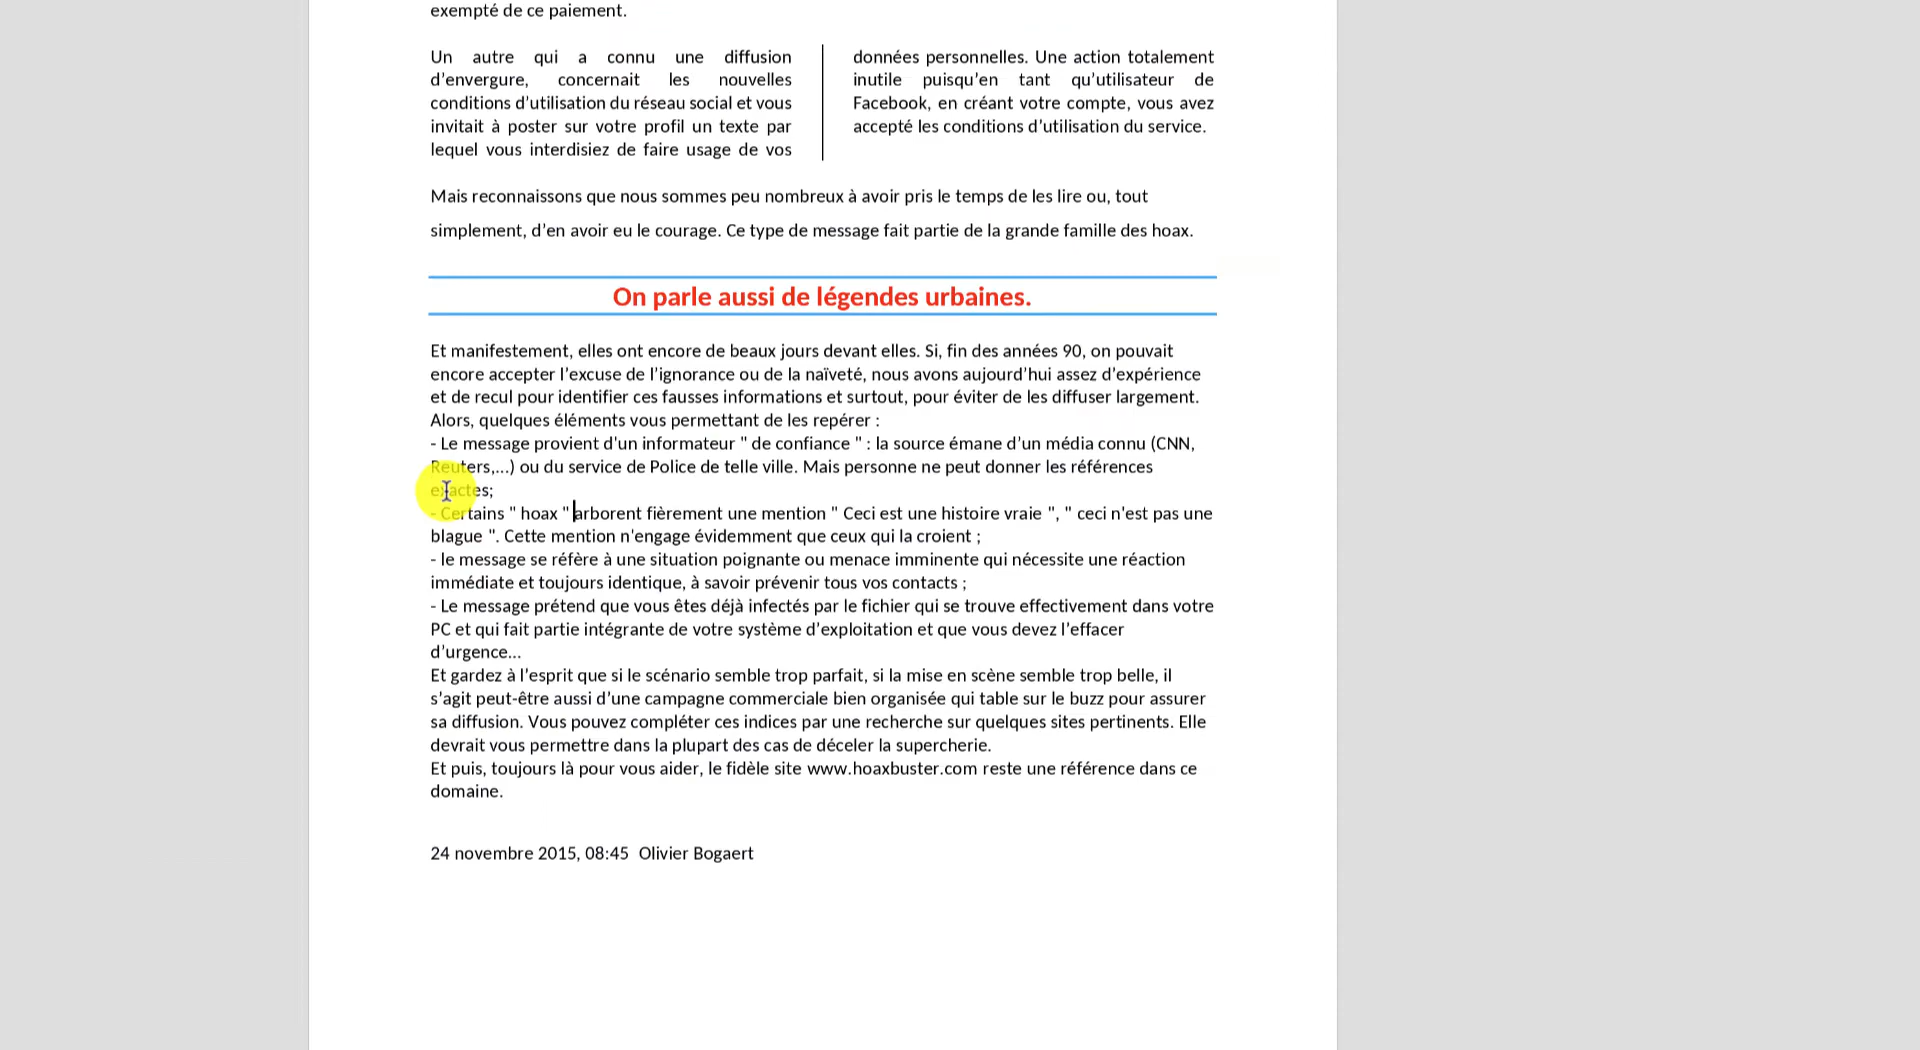 exempté de ce paiement.
Un autre qui a connu une diffusion
d’envergure, concernait les nouvelles
conditions d’utilisation du réseau social et vous
invitait à poster sur votre profil un texte par
lequel vous interdisiez de faire usage de vos
données personnelles. Une action totalement
inutile puisqu’en tant qu’utilisateur de
Facebook, en créant votre compte, vous avez
accepté les conditions d’utilisation du service.
Mais reconnaissons que nous sommes peu nombreux à avoir pris le temps de les lire ou, tout
simplement, d’en avoir eu le courage. Ce type de message fait partie de la grande famille des hoax.
On parle aussi de légendes urbaines.
Et manifestement, elles ont encore de beaux jours devant elles. Si, fin des années 90, on pouvait
encore accepter l’excuse de l’ignorance ou de la naïveté, nous avons aujourd’hui assez d’expérience
et de recul pour identifier ces fausses informations et surtout, pour éviter de les diffuser largement.
Alors, quelques éléments vous permettant de les repérer :
- Le message provient d'un informateur " de confiance " : la source émane d’un média connu (CNN,
Reuters,...) ou du service de Police de telle ville. Mais personne ne peut donner les références
exactes;
- Certains " hoax " arborent fièrement une mention " Ceci est une histoire vraie ", " ceci n'est pas une
blague ". Cette mention n'engage évidemment que ceux qui la croient ;
- le message se réfère à une situation poignante ou menace imminente qui nécessite une réaction
immédiate et toujours identique, à savoir prévenir tous vos contacts ;
- Le message prétend que vous êtes déjà infectés par le fichier qui se trouve effectivement dans votre
PC et qui fait partie intégrante de votre système d’exploitation et que vous devez l’effacer
d’urgence...
Et gardez à l’esprit que si le scénario semble trop parfait, si la mise en scène semble trop belle, il
s’agit peut-être aussi d’une campagne commerciale bien organisée qui table sur le buzz pour assurer
sa diffusion. Vous pouvez compléter ces indices par une recherche sur quelques sites pertinents. Elle
devrait vous permettre dans la plupart des cas de déceler la supercherie.
Et puis, toujours là pour vous aider, le fidèle site www.hoaxbuster.com reste une référence dans ce
domaine.
24 novembre 2015, 08:45  Olivier Bogaert